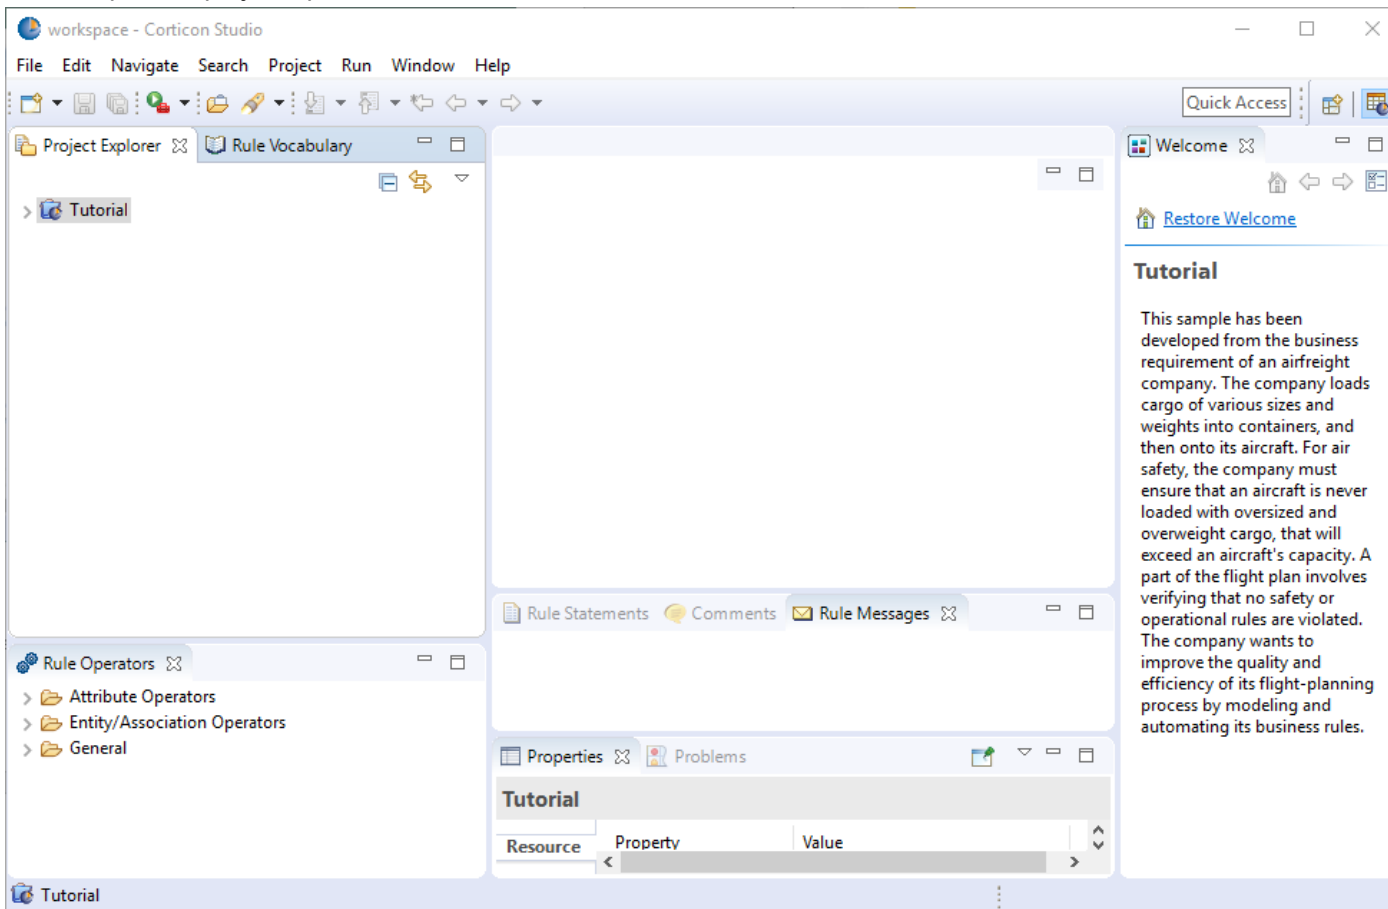 workspace - Corticon Studio
File Edit Navigate Search Project Run Window Help
Quick Access
Project Explorer
Rule Vocabulary
Tutorial
Welcome
Restore Welcome
Tutorial
This sample has been
developed from the business
requirement of an airfreight
company. The company loads
cargo of various sizes and
weights into containers, and
then onto its aircraft. For air
safety, the company must
ensure that an aircraft is never
loaded with oversized and
overweight cargo, that will
exceed an aircraft's capacity. A
part of the flight plan involves
verifying that no safety or
operational rules are violated.
The company wants to
improve the quality and
efficiency of its flight-planning
process by modeling and
automating its business rules.
Rule Statements Comments Rule Messages
Rule Operators
Attribute Operators
Entity/Association Operators
General
Properties Problems
Tutorial
Resource Property Value
Tutorial